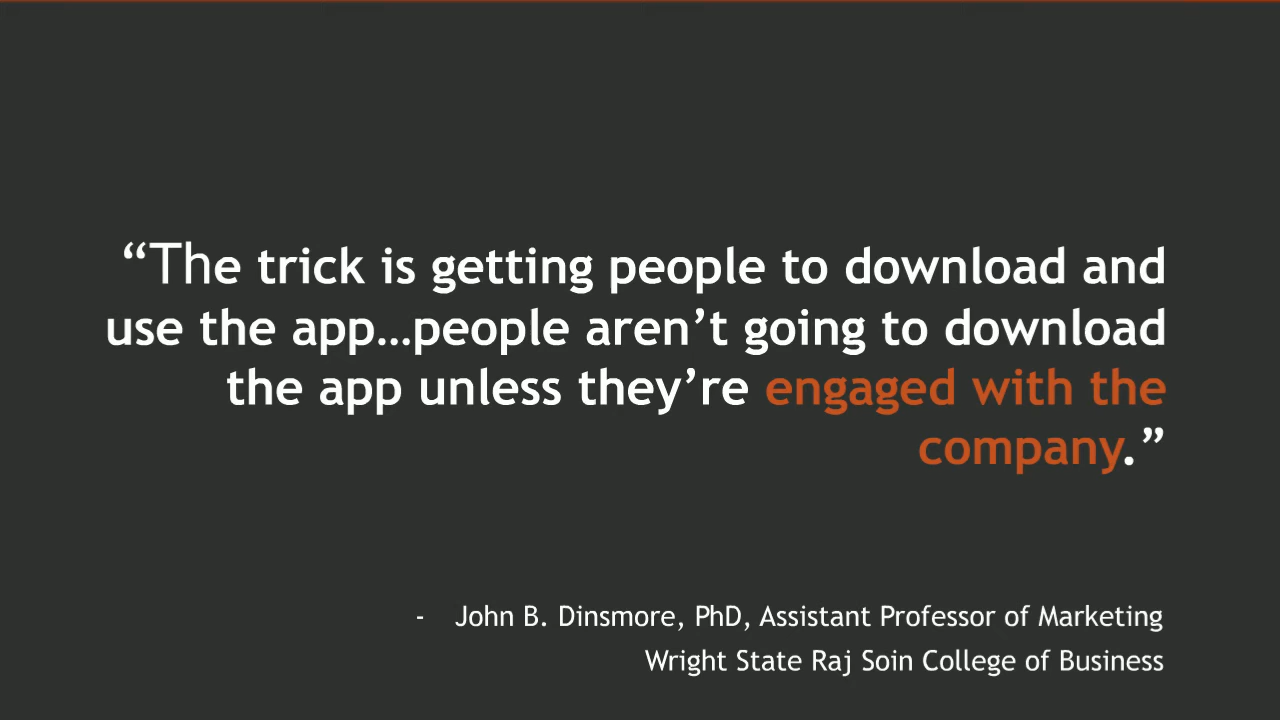 “The trick is getting people to download and
use the app…people aren’t going to download
the app unless they’re engaged with the
company.”
- John B. Dinsmore, PhD, Assistant Professor of Marketing
Wright State Raj Soin College of Business